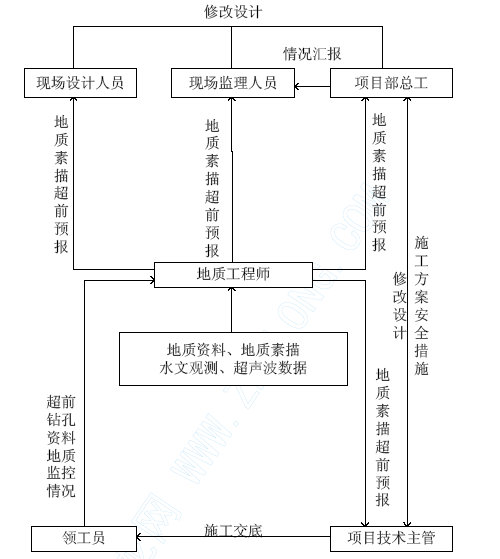 修改设计
情况汇报
现场设计人员
现场监理人员
项目部总工
地质素描超前预报
地质素描超前预报
地质素描超前预报
地质工程师
施工方案安全措施
修改设计
地质资料、地质素描
水文观测、超声波数据
地质素描超前预报
超前
钻孔
资料
地质
监控
情况
领工员
施工交底
项目技术主管